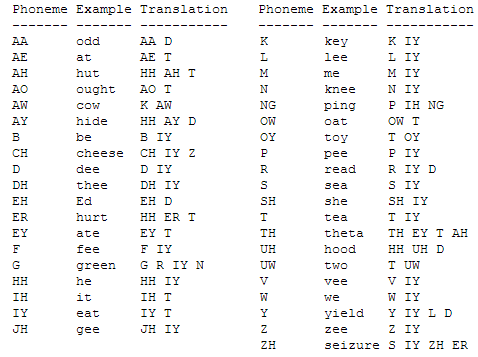 Phoneme Example Translation Phoneme Example Translation
------- ------- ----------- ------- ------- -----------
AA odd AA D K key K IY
AE at AE T L lee L IY
AH hut HH AH T M me M IY
AO ought AO T N knee N IY
AW cow K AW NG ping P IH NG
AY hide HH AY D OW oat OW T
B be B IY OY toy T OY
CH cheese CH IY Z P pee P IY
D dee D IY R read R IY D
DH thee DH IY S sea S IY
EH Ed EH D SH she SH IY
ER hurt HH ER T T tea T IY
EY ate EY T TH theta TH EY T AH
F fee F IY UH hood HH UH D
G green G R IY N UW two T UW
HH he HH IY V vee V IY
IH it IH T W we W IY
IY eat IY T Y yield Y IY L D
JH gee JH IY Z zee Z IY
ZH seizure S IY ZH ER